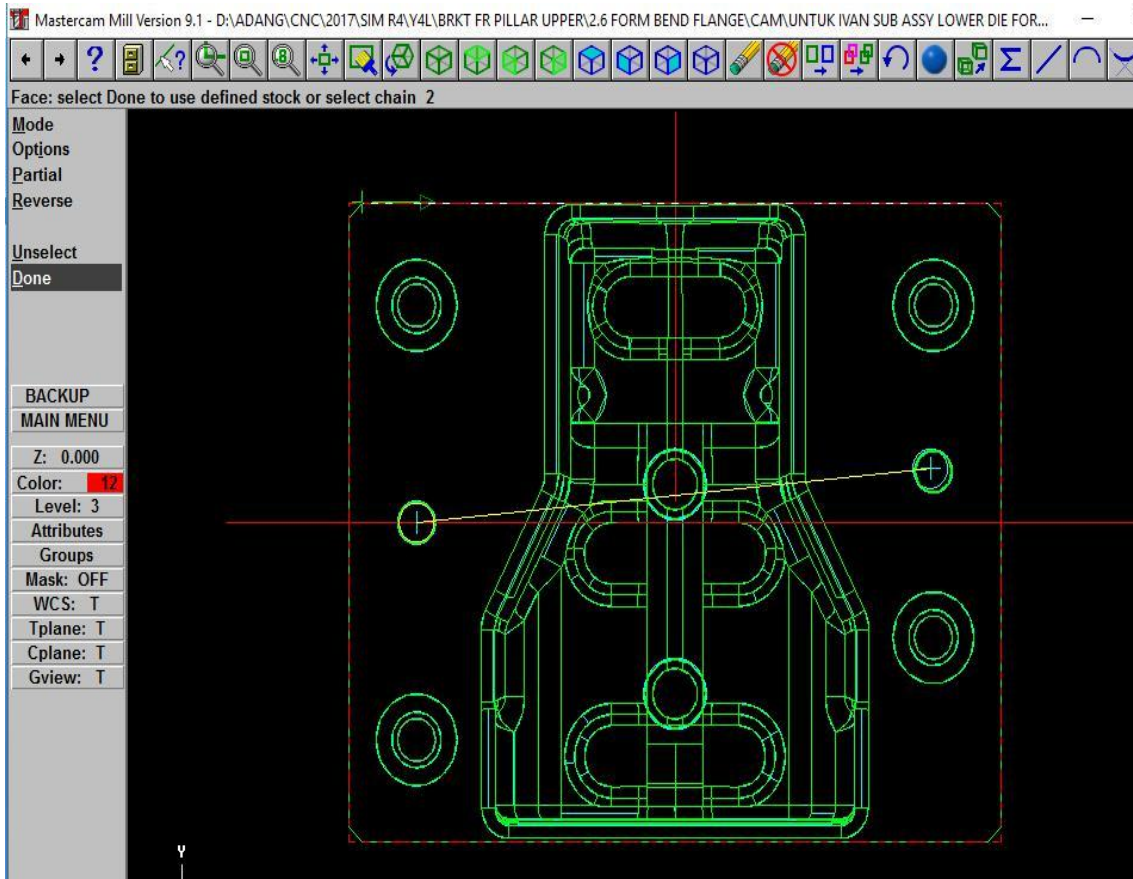 Mastercam Mill Version 9.1 - D:\ADANG\CNC\2017\SIM R4\Y4L\BRKT FR PILLAR UPPER\2.6 FORM BEND FLANGE\CAM\UNTUK IVAN SUB ASSY LOWER DIE FOR...
Face: select Done to use defined stock or select chain 2
Mode
Options
Partial
Reverse
Unselect
Done
BACKUP
MAIN MENU
Z: 0.000
Color: 12
Level: 3
Attributes
Groups
Mask: OFF
WCS: T
Tplane: T
Cplane: T
Gview: T
Y